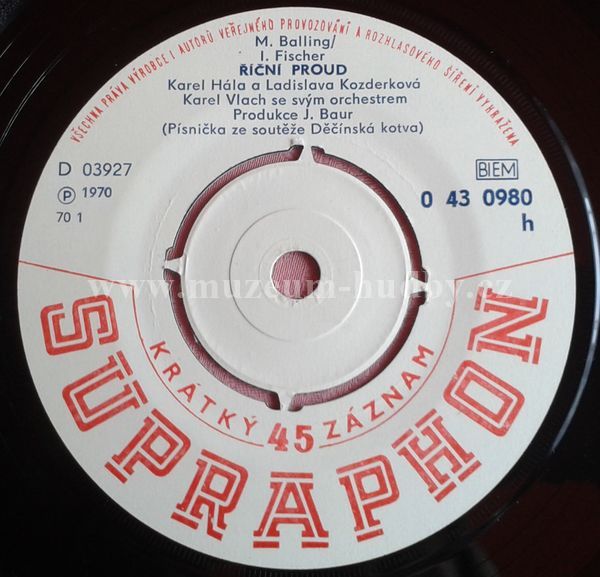 VŠECHNA PRÁVA VÝROBCE I AUTORŮ VEŘEJNÉHO PROVOZOVÁNÍ A ROZHLASOVÉHO ŠÍŘENÍ VYHRAŽENA
M. Balling/
I. Fischer
ŘÍČNÍ PROUD
Karel Hála a Ladislava Kozderková
Karel Vlach se svým orchestrem
Produkce J. Baur
(Písnička ze soutěže Děčínská kotva)
D 03927
℗ 1970
70 1
BIEM
0 43 0980
h
www.muzeum-hudby.cz
KRÁTKÝ 45 ZÁZNAM
SUPRAPHON